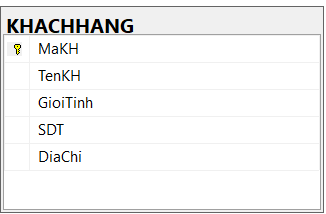 KHACHHANG
MaKH
TenKH
GioiTinh
SDT
DiaChi